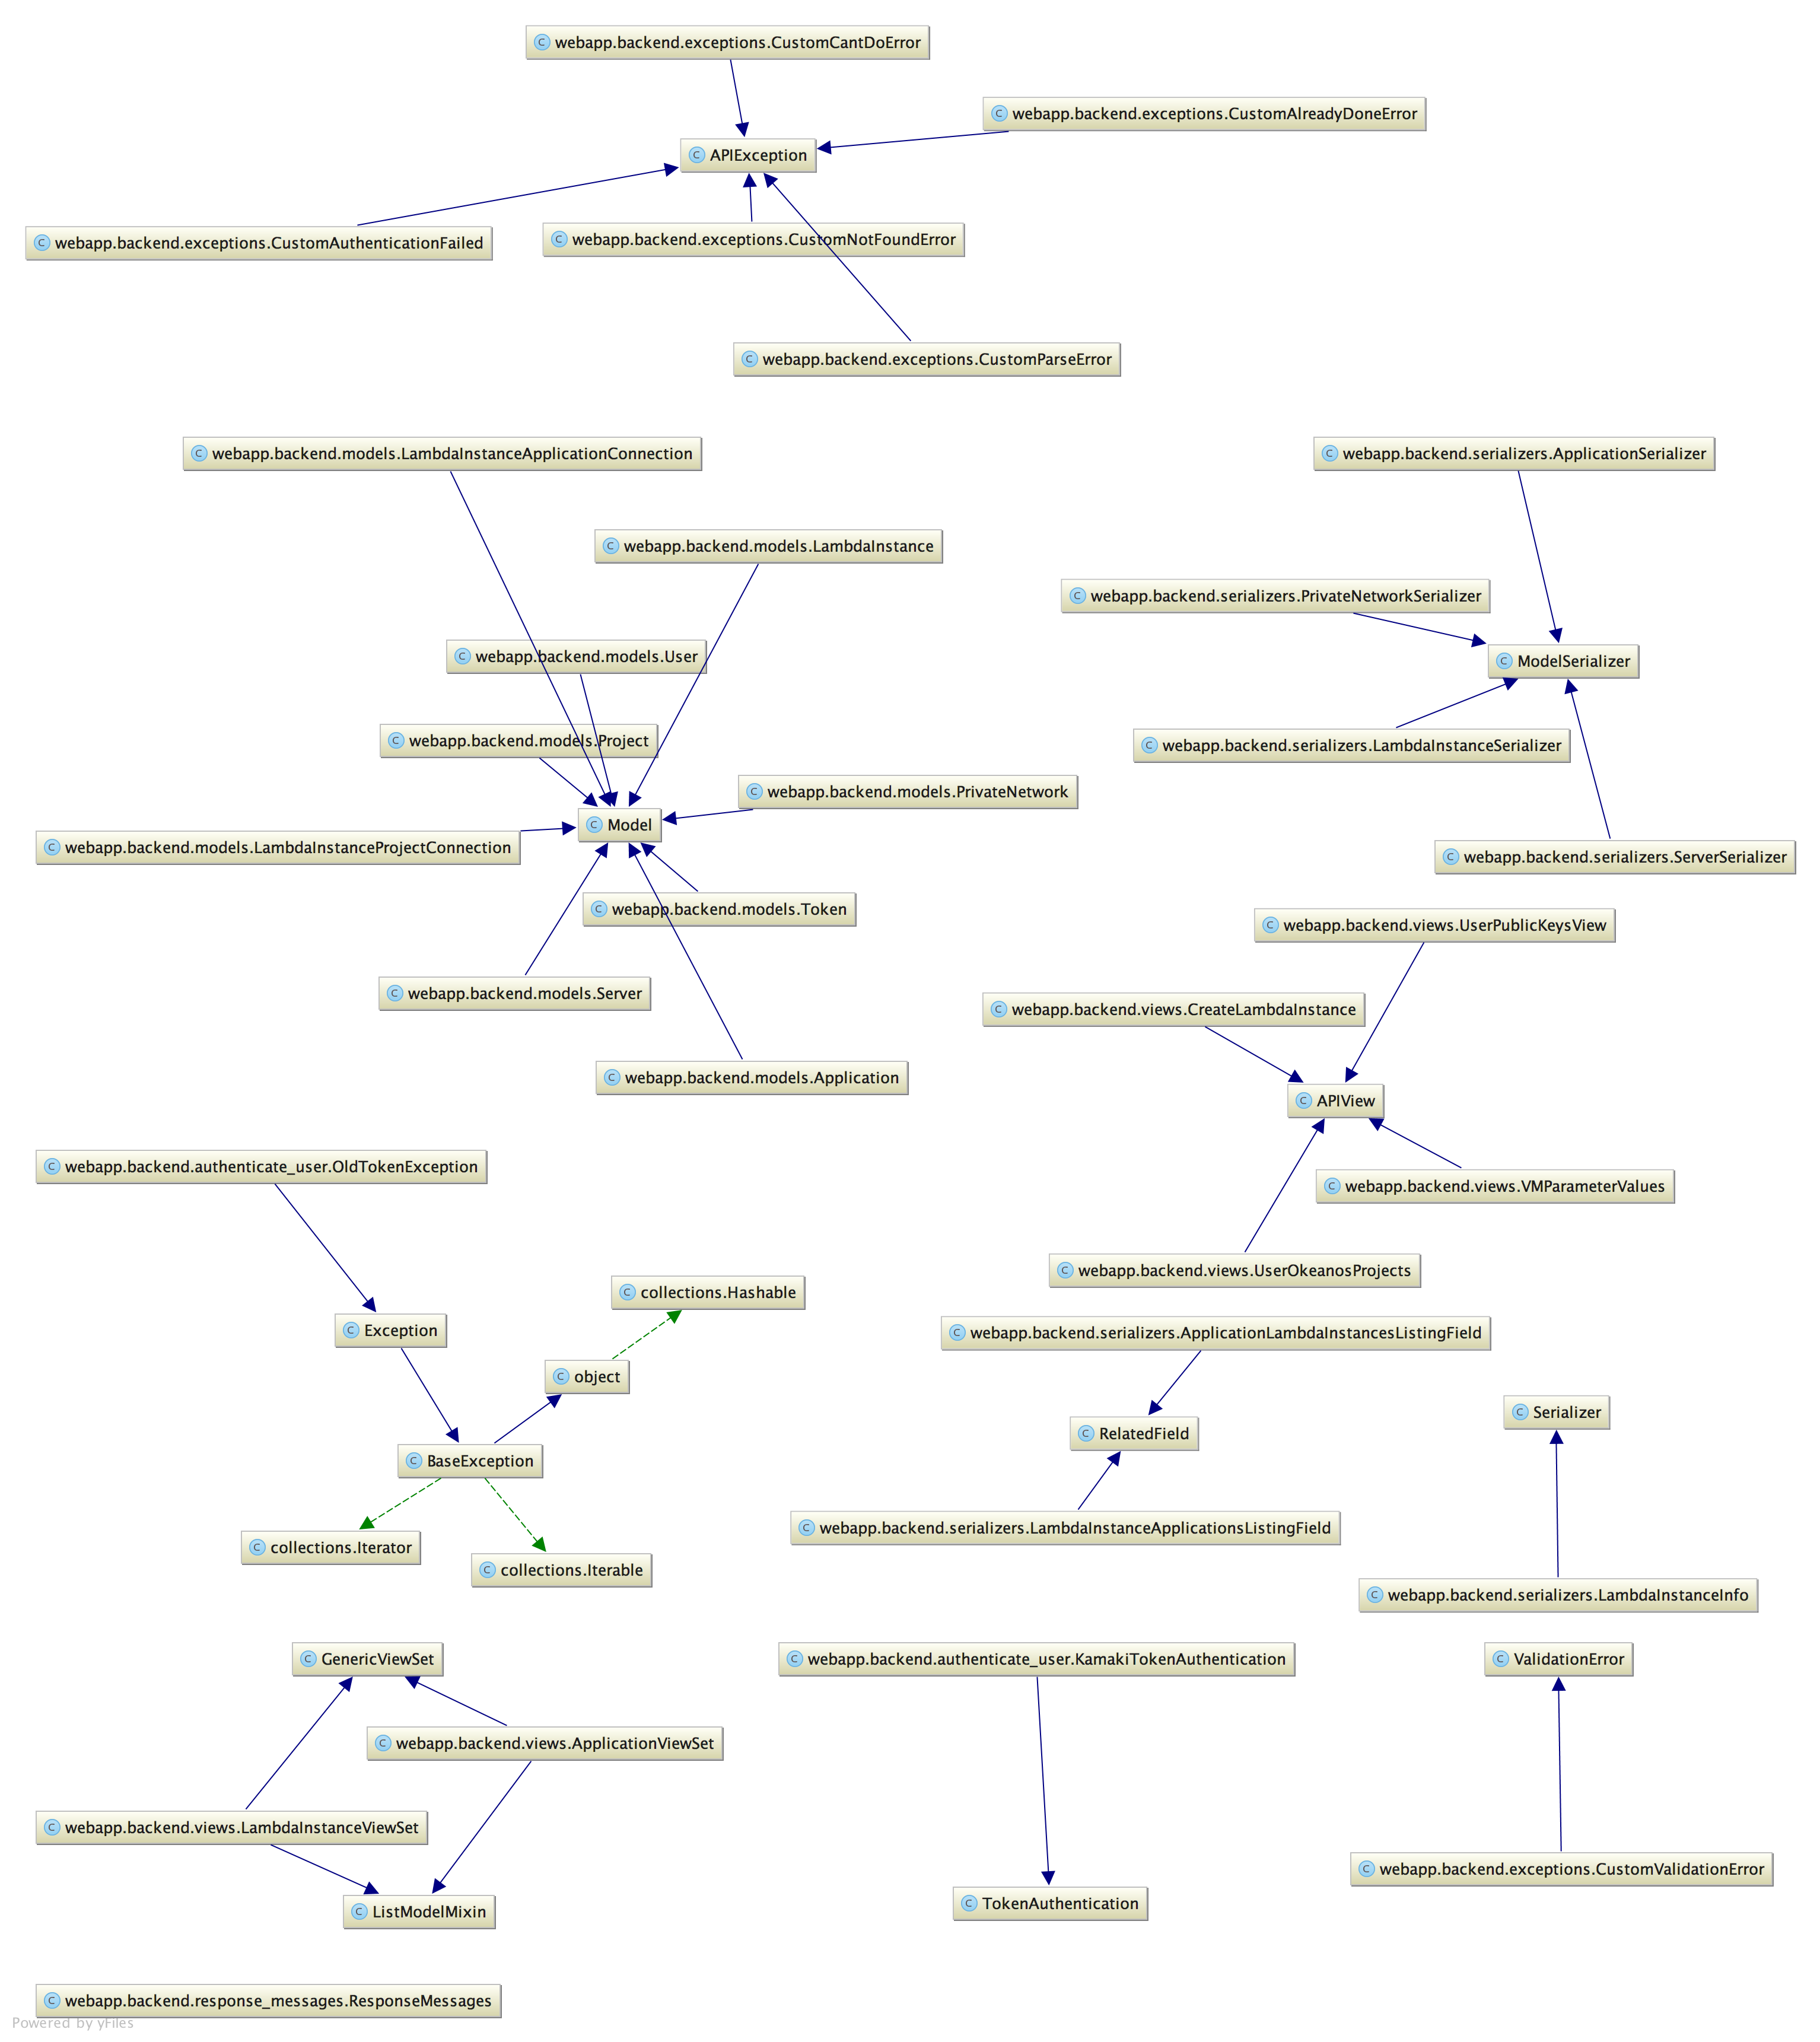 C webapp.backend.exceptions.CustomCantDoError
C webapp.backend.exceptions.CustomAlreadyDoneError
C APIException
C webapp.backend.exceptions.CustomAuthenticationFailed
C webapp.backend.exceptions.CustomNotFoundError
C webapp.backend.exceptions.CustomParseError
C webapp.backend.models.LambdaInstanceApplicationConnection
C webapp.backend.serializers.ApplicationSerializer
C webapp.backend.models.LambdaInstance
C webapp.backend.serializers.PrivateNetworkSerializer
C webapp.backend.models.User
C ModelSerializer
C webapp.backend.models.Project
C webapp.backend.serializers.LambdaInstanceSerializer
C webapp.backend.models.PrivateNetwork
C Model
C webapp.backend.models.LambdaInstanceProjectConnection
C webapp.backend.serializers.ServerSerializer
C webapp.backend.models.Token
C webapp.backend.views.UserPublicKeysView
C webapp.backend.models.Server
C webapp.backend.views.CreateLambdaInstance
C webapp.backend.models.Application
C APIView
C webapp.backend.authenticate_user.OldTokenException
C webapp.backend.views.VMParameterValues
C webapp.backend.views.UserOkeanosProjects
C collections.Hashable
C Exception
C webapp.backend.serializers.ApplicationLambdaInstancesListingField
C object
C Serializer
C RelatedField
C BaseException
C webapp.backend.serializers.LambdaInstanceApplicationsListingField
C collections.Iterator
C collections.Iterable
C webapp.backend.serializers.LambdaInstanceInfo
C GenericViewSet
C webapp.backend.authenticate_user.KamakiTokenAuthentication
C ValidationError
C webapp.backend.views.ApplicationViewSet
C webapp.backend.views.LambdaInstanceViewSet
C webapp.backend.exceptions.CustomValidationError
C TokenAuthentication
C ListModelMixin
C webapp.backend.response_messages.ResponseMessages
Powered by yFiles